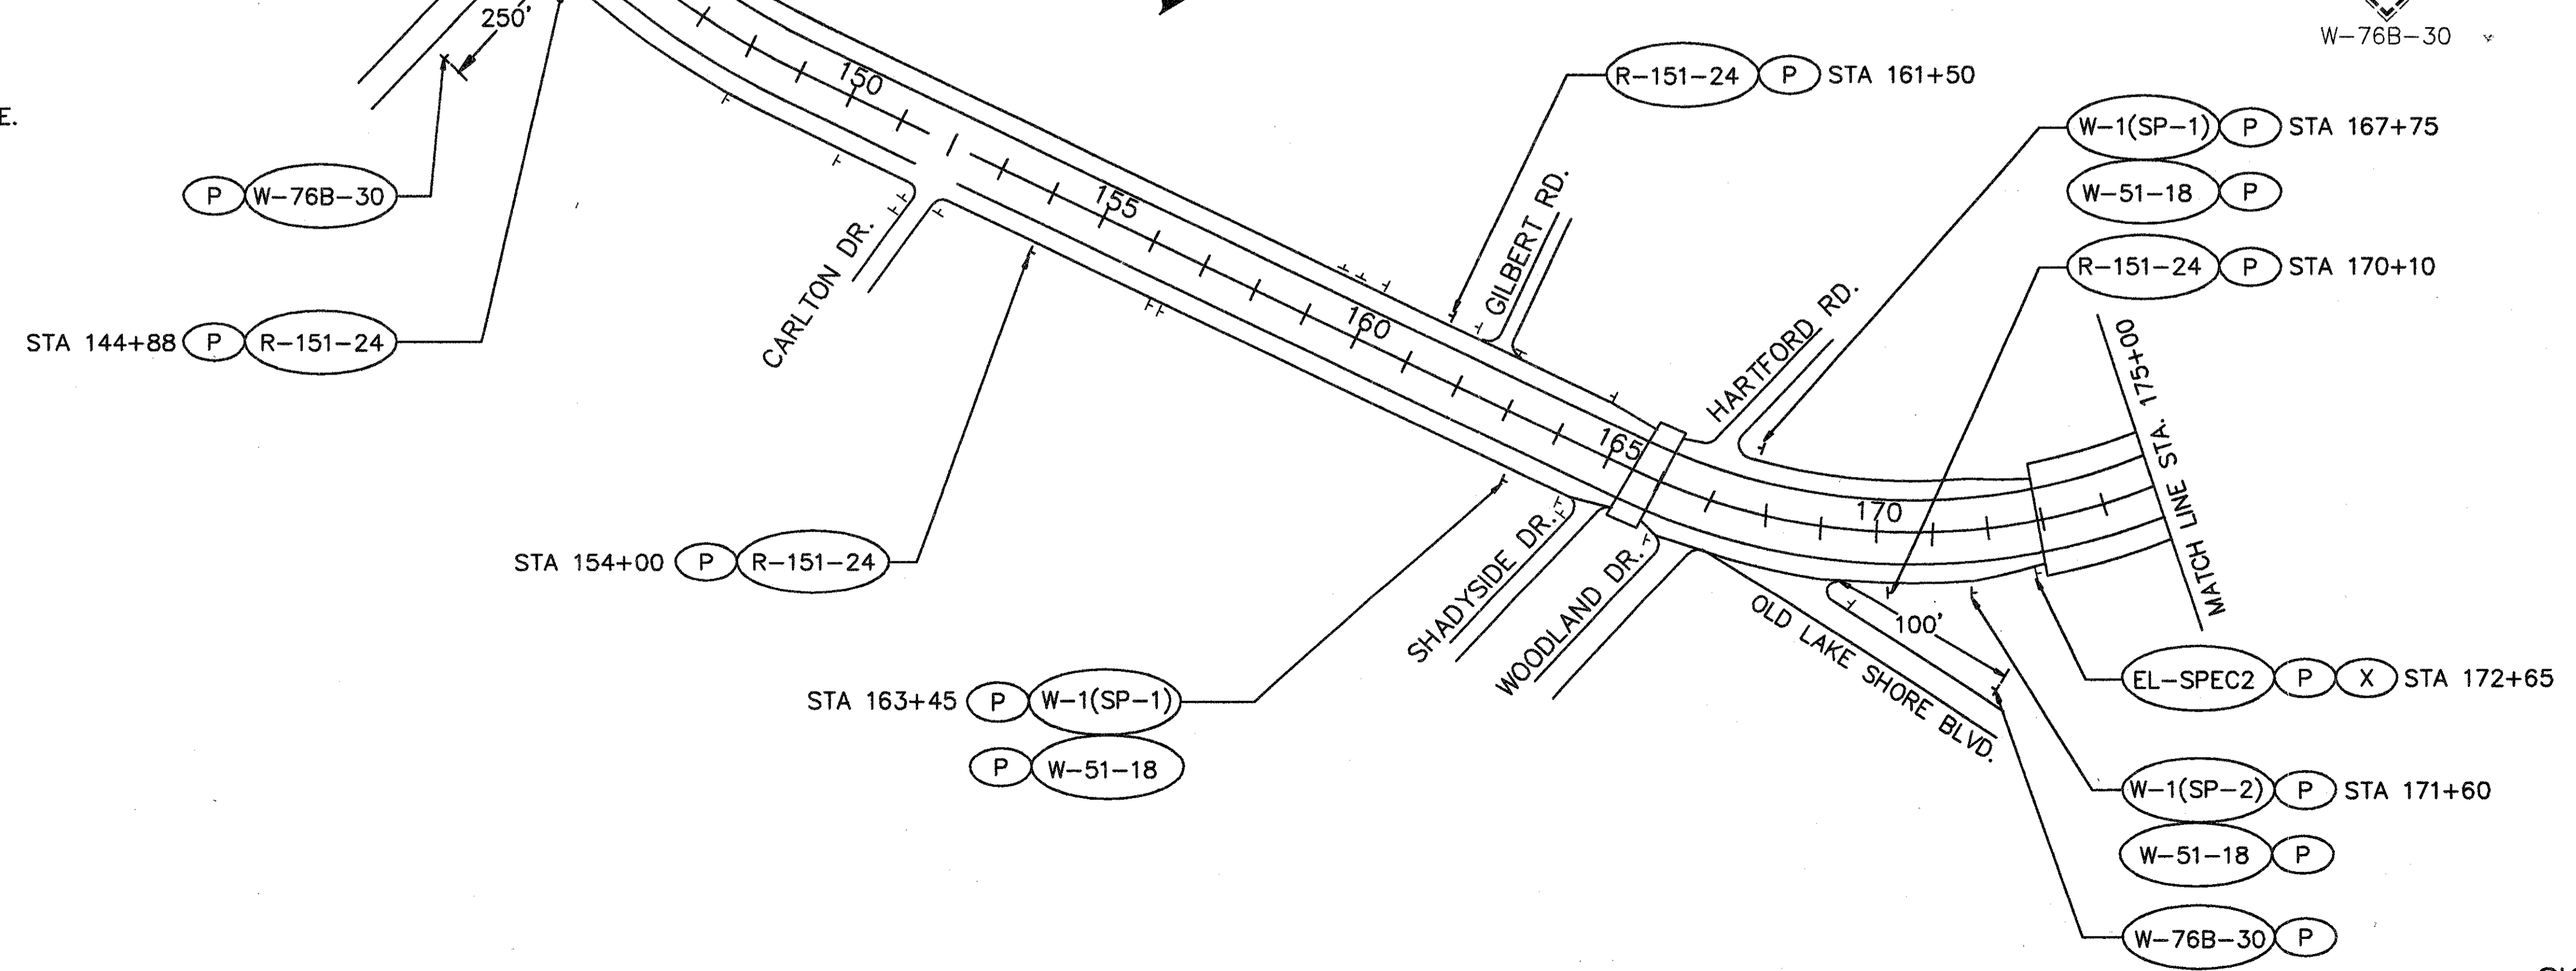 250'
W-76B-30
E.
150
R-151-24 P STA 161+50
W-1(SP-1) P STA 167+75
W-51-18 P
P W-76B-30
155
GILBERT RD.
CARLTON DR.
R-151-24 P STA 170+10
STA 144+88 P R-151-24
160
HARTFORD RD.
MATCH LINE STA. 175+00
165
170
STA 154+00 P R-151-24
SHADYSIDE DR.
WOODLAND DR.
OLD LAKE SHORE BLVD.
100'
EL-SPEC2 P X STA 172+65
STA 163+45 P W-1(SP-1)
P W-51-18
W-1(SP-2) P STA 171+60
W-51-18 P
W-76B-30 P